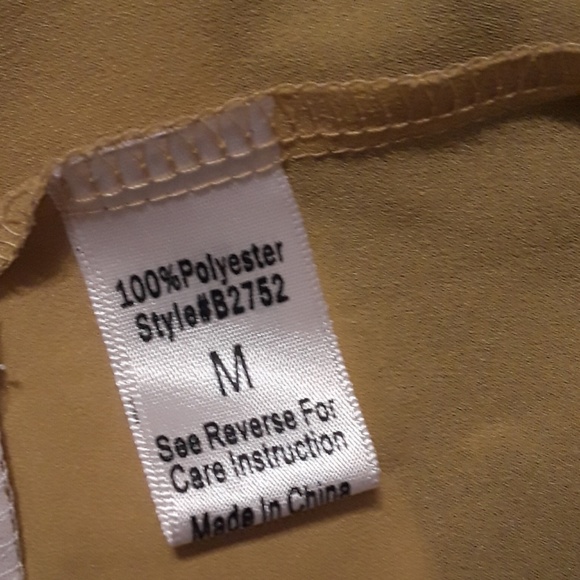 100%Polyester
Style#B2752
M
See Reverse For
Care Instruction
Made In China